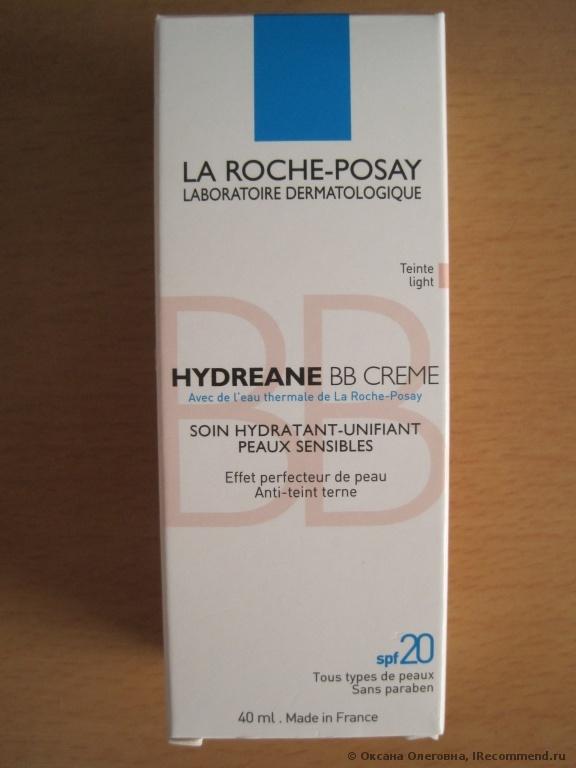 LA ROCHE-POSAY
LABORATOIRE DERMATOLOGIQUE
Teinte
light
BB
HYDREANE BB CREME
Avec de l'eau thermale de La Roche-Posay
SOIN HYDRATANT-UNIFIANT
PEAUX SENSIBLES
Effet perfecteur de peau
Anti-teint terne
spf20
Tous types de peaux
Sans paraben
40 ml . Made in France
© Оксана Олеговна, IRecommend.ru